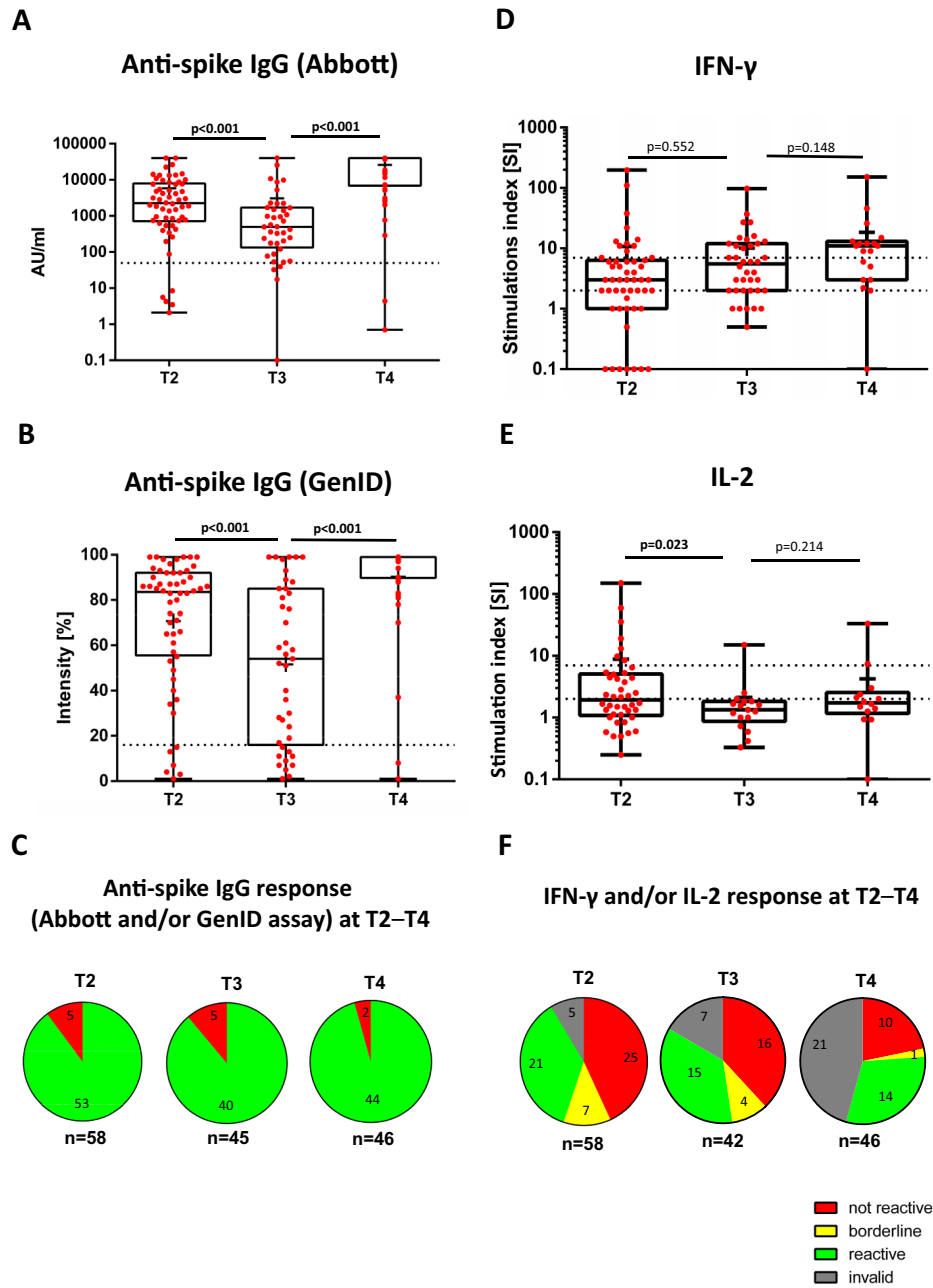 A
Anti-spike IgG (Abbott)
p<0.001
p<0.001
AU/ml
100000
10000
1000
100
10
1
0.1
T2
T3
T4
B
Anti-spike IgG (GenID)
p<0.001
p<0.001
Intensity [%]
100
80
60
40
20
0
T2
T3
T4
C
Anti-spike IgG response
(Abbott and/or GenID assay) at T2–T4
T2
T3
T4
5
53
5
40
2
44
n=58
n=45
n=46
D
IFN-γ
p=0.552
p=0.148
Stimulations index [SI]
1000
100
10
1
0.1
T2
T3
T4
E
IL-2
p=0.023
p=0.214
Stimulation index [SI]
1000
100
10
1
0.1
T2
T3
T4
F
IFN-γ and/or IL-2 response at T2–T4
T2
T3
T4
5
25
21
7
7
16
15
4
10
21
1
14
n=58
n=42
n=46
not reactive
borderline
reactive
invalid